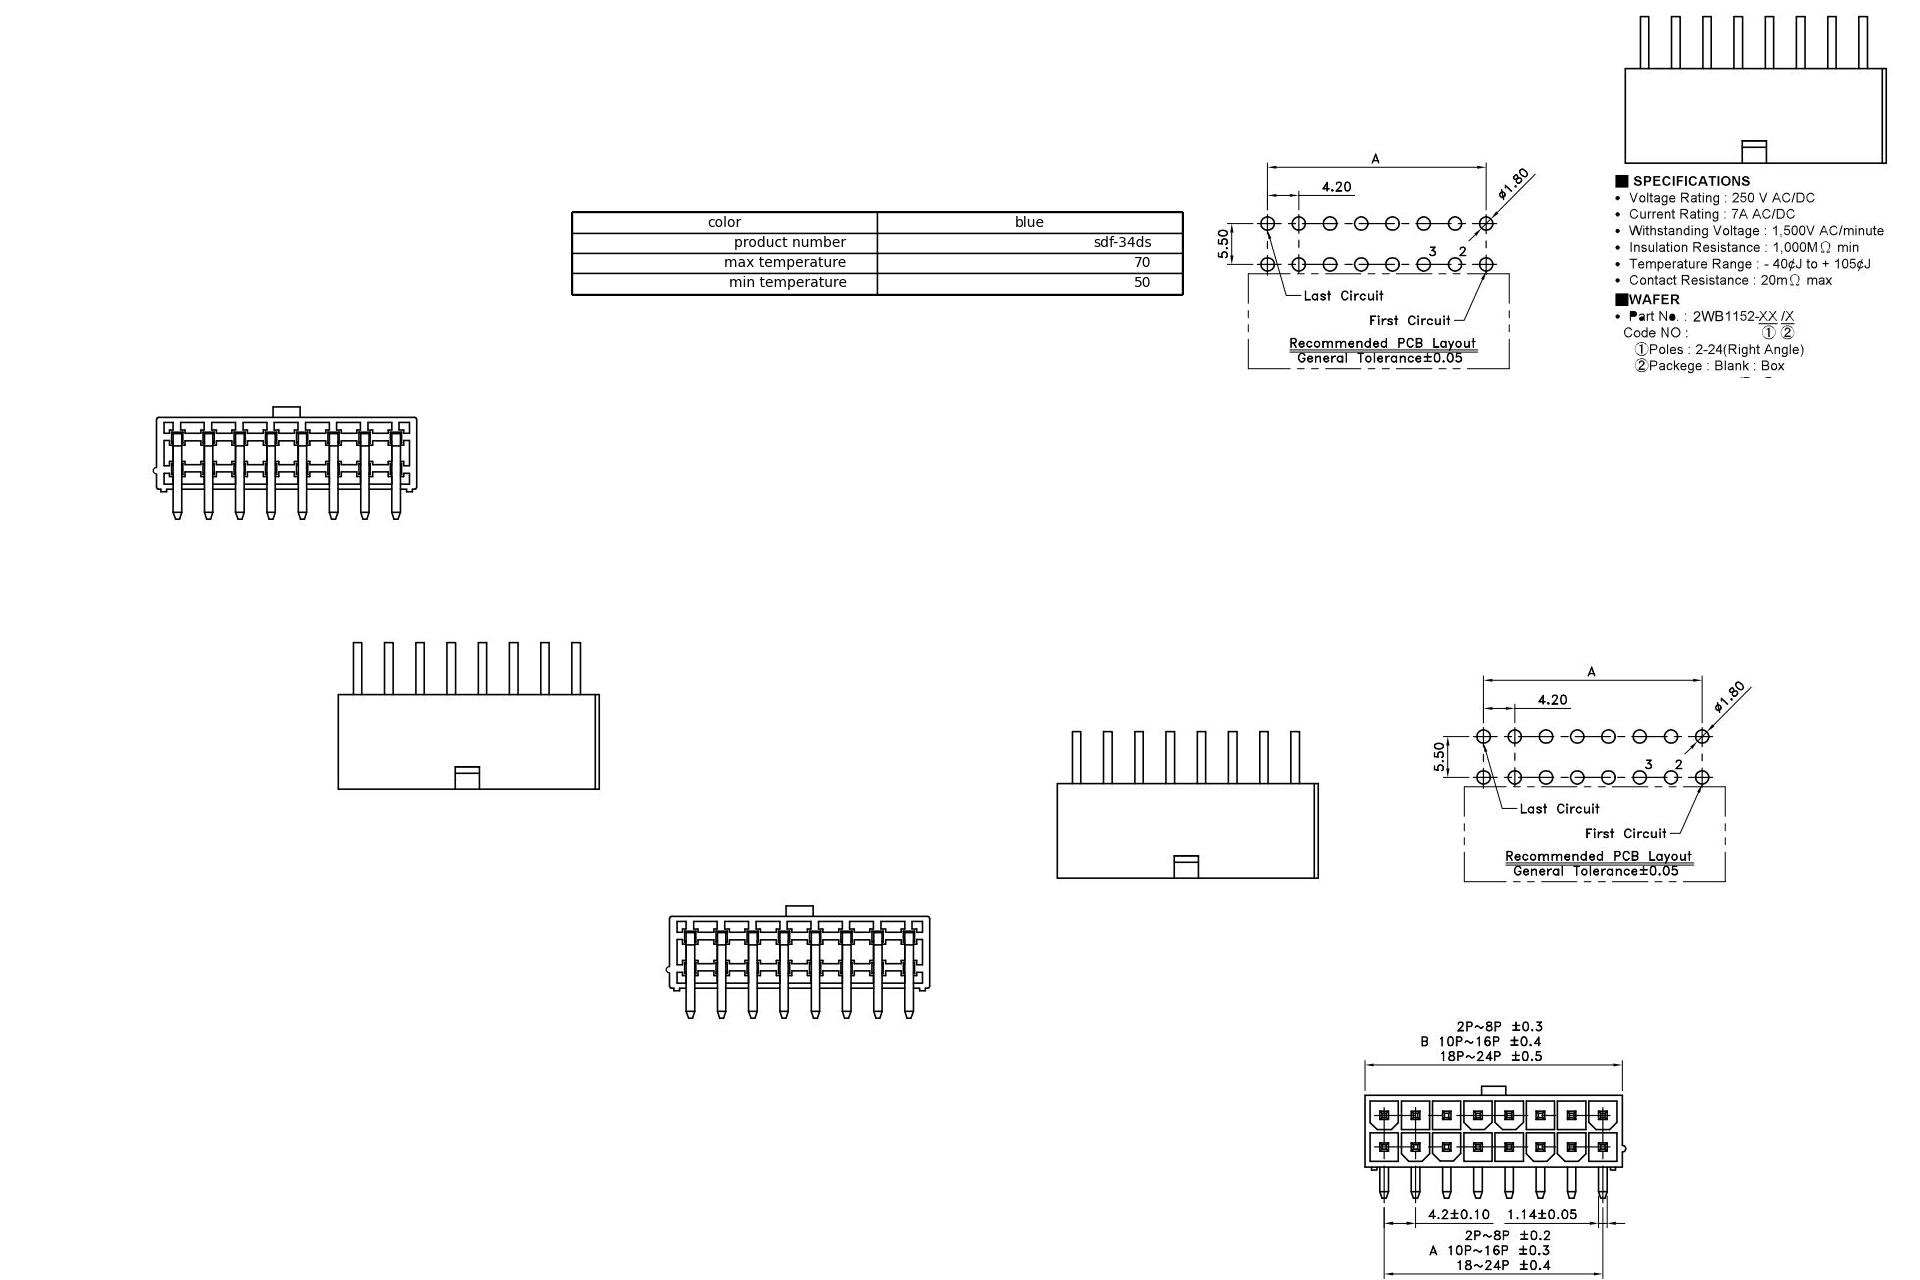 ■ SPECIFICATIONS
• Voltage Rating : 250 V AC/DC
• Current Rating : 7A AC/DC
• Withstanding Voltage : 1,500V AC/minute
• Insulation Resistance : 1,000MΩ min
• Temperature Range : - 40¢J to + 105¢J
• Contact Resistance : 20mΩ max
■WAFER
• Part No. : 2WB1152-XX /X
Code NO : ① ②
①Poles : 2-24(Right Angle)
②Packege : Blank : Box
color blue
product number sdf-34ds
max temperature 70
min temperature 50
A
4.20
ø1.80
5.50
3 2
Last Circuit
First Circuit
Recommended PCB Layout
General Tolerance±0.05
A
4.20
ø1.80
5.50
3 2
Last Circuit
First Circuit
Recommended PCB Layout
General Tolerance±0.05
2P~8P ±0.3
B 10P~16P ±0.4
18P~24P ±0.5
4.2±0.10 1.14±0.05
2P~8P ±0.2
A 10P~16P ±0.3
18~24P ±0.4